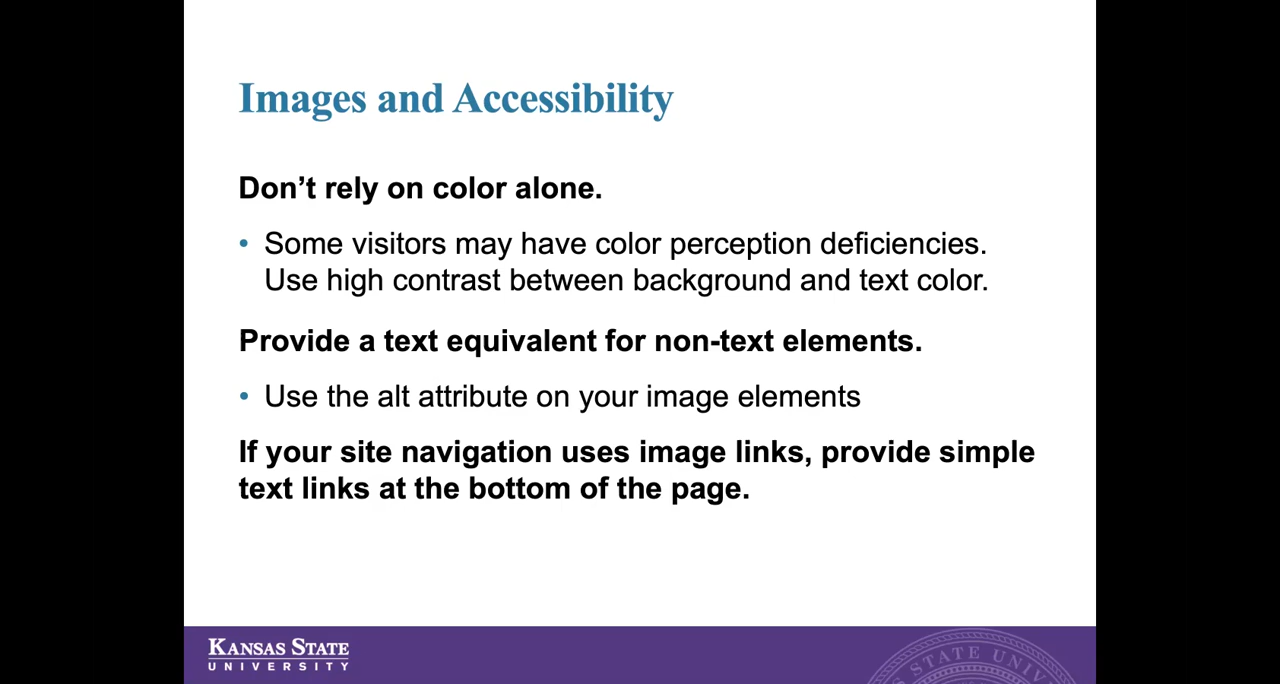 Images and Accessibility
Don’t rely on color alone.
• Some visitors may have color perception deficiencies.
Use high contrast between background and text color.
Provide a text equivalent for non-text elements.
• Use the alt attribute on your image elements
If your site navigation uses image links, provide simple
text links at the bottom of the page.
KANSAS STATE
UNIVERSITY
STATE UNIV